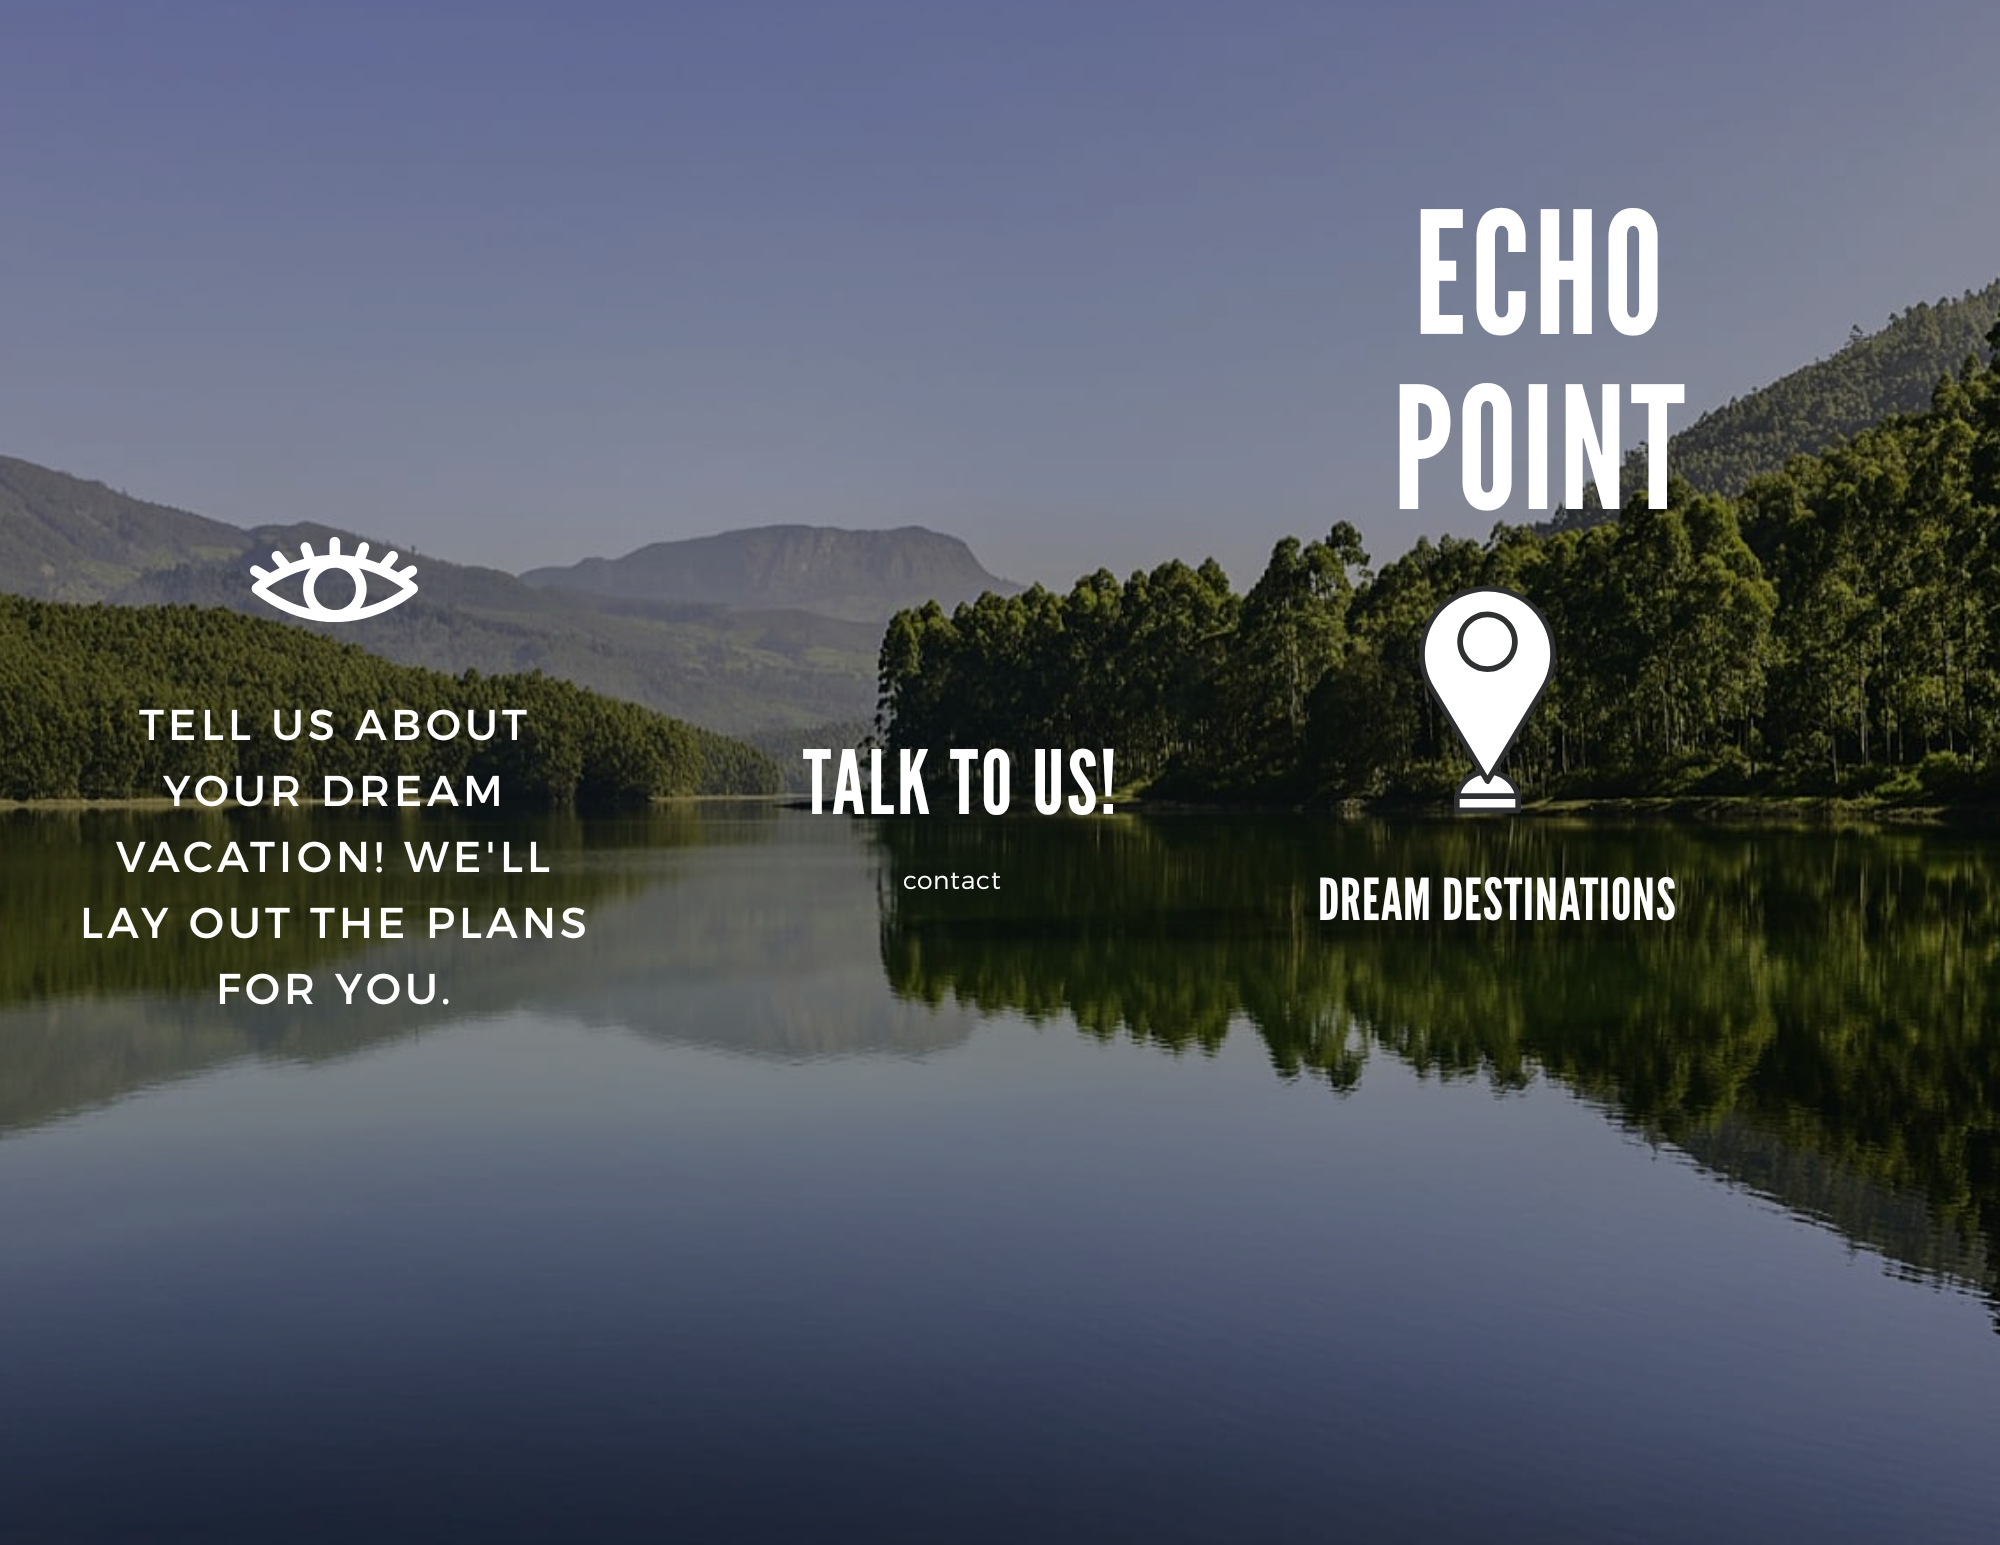 TELL US ABOUT
YOUR DREAM
VACATION! WE'LL
LAY OUT THE PLANS
FOR YOU.
TALK TO US!
contact
ECHO
POINT
DREAM DESTINATIONS